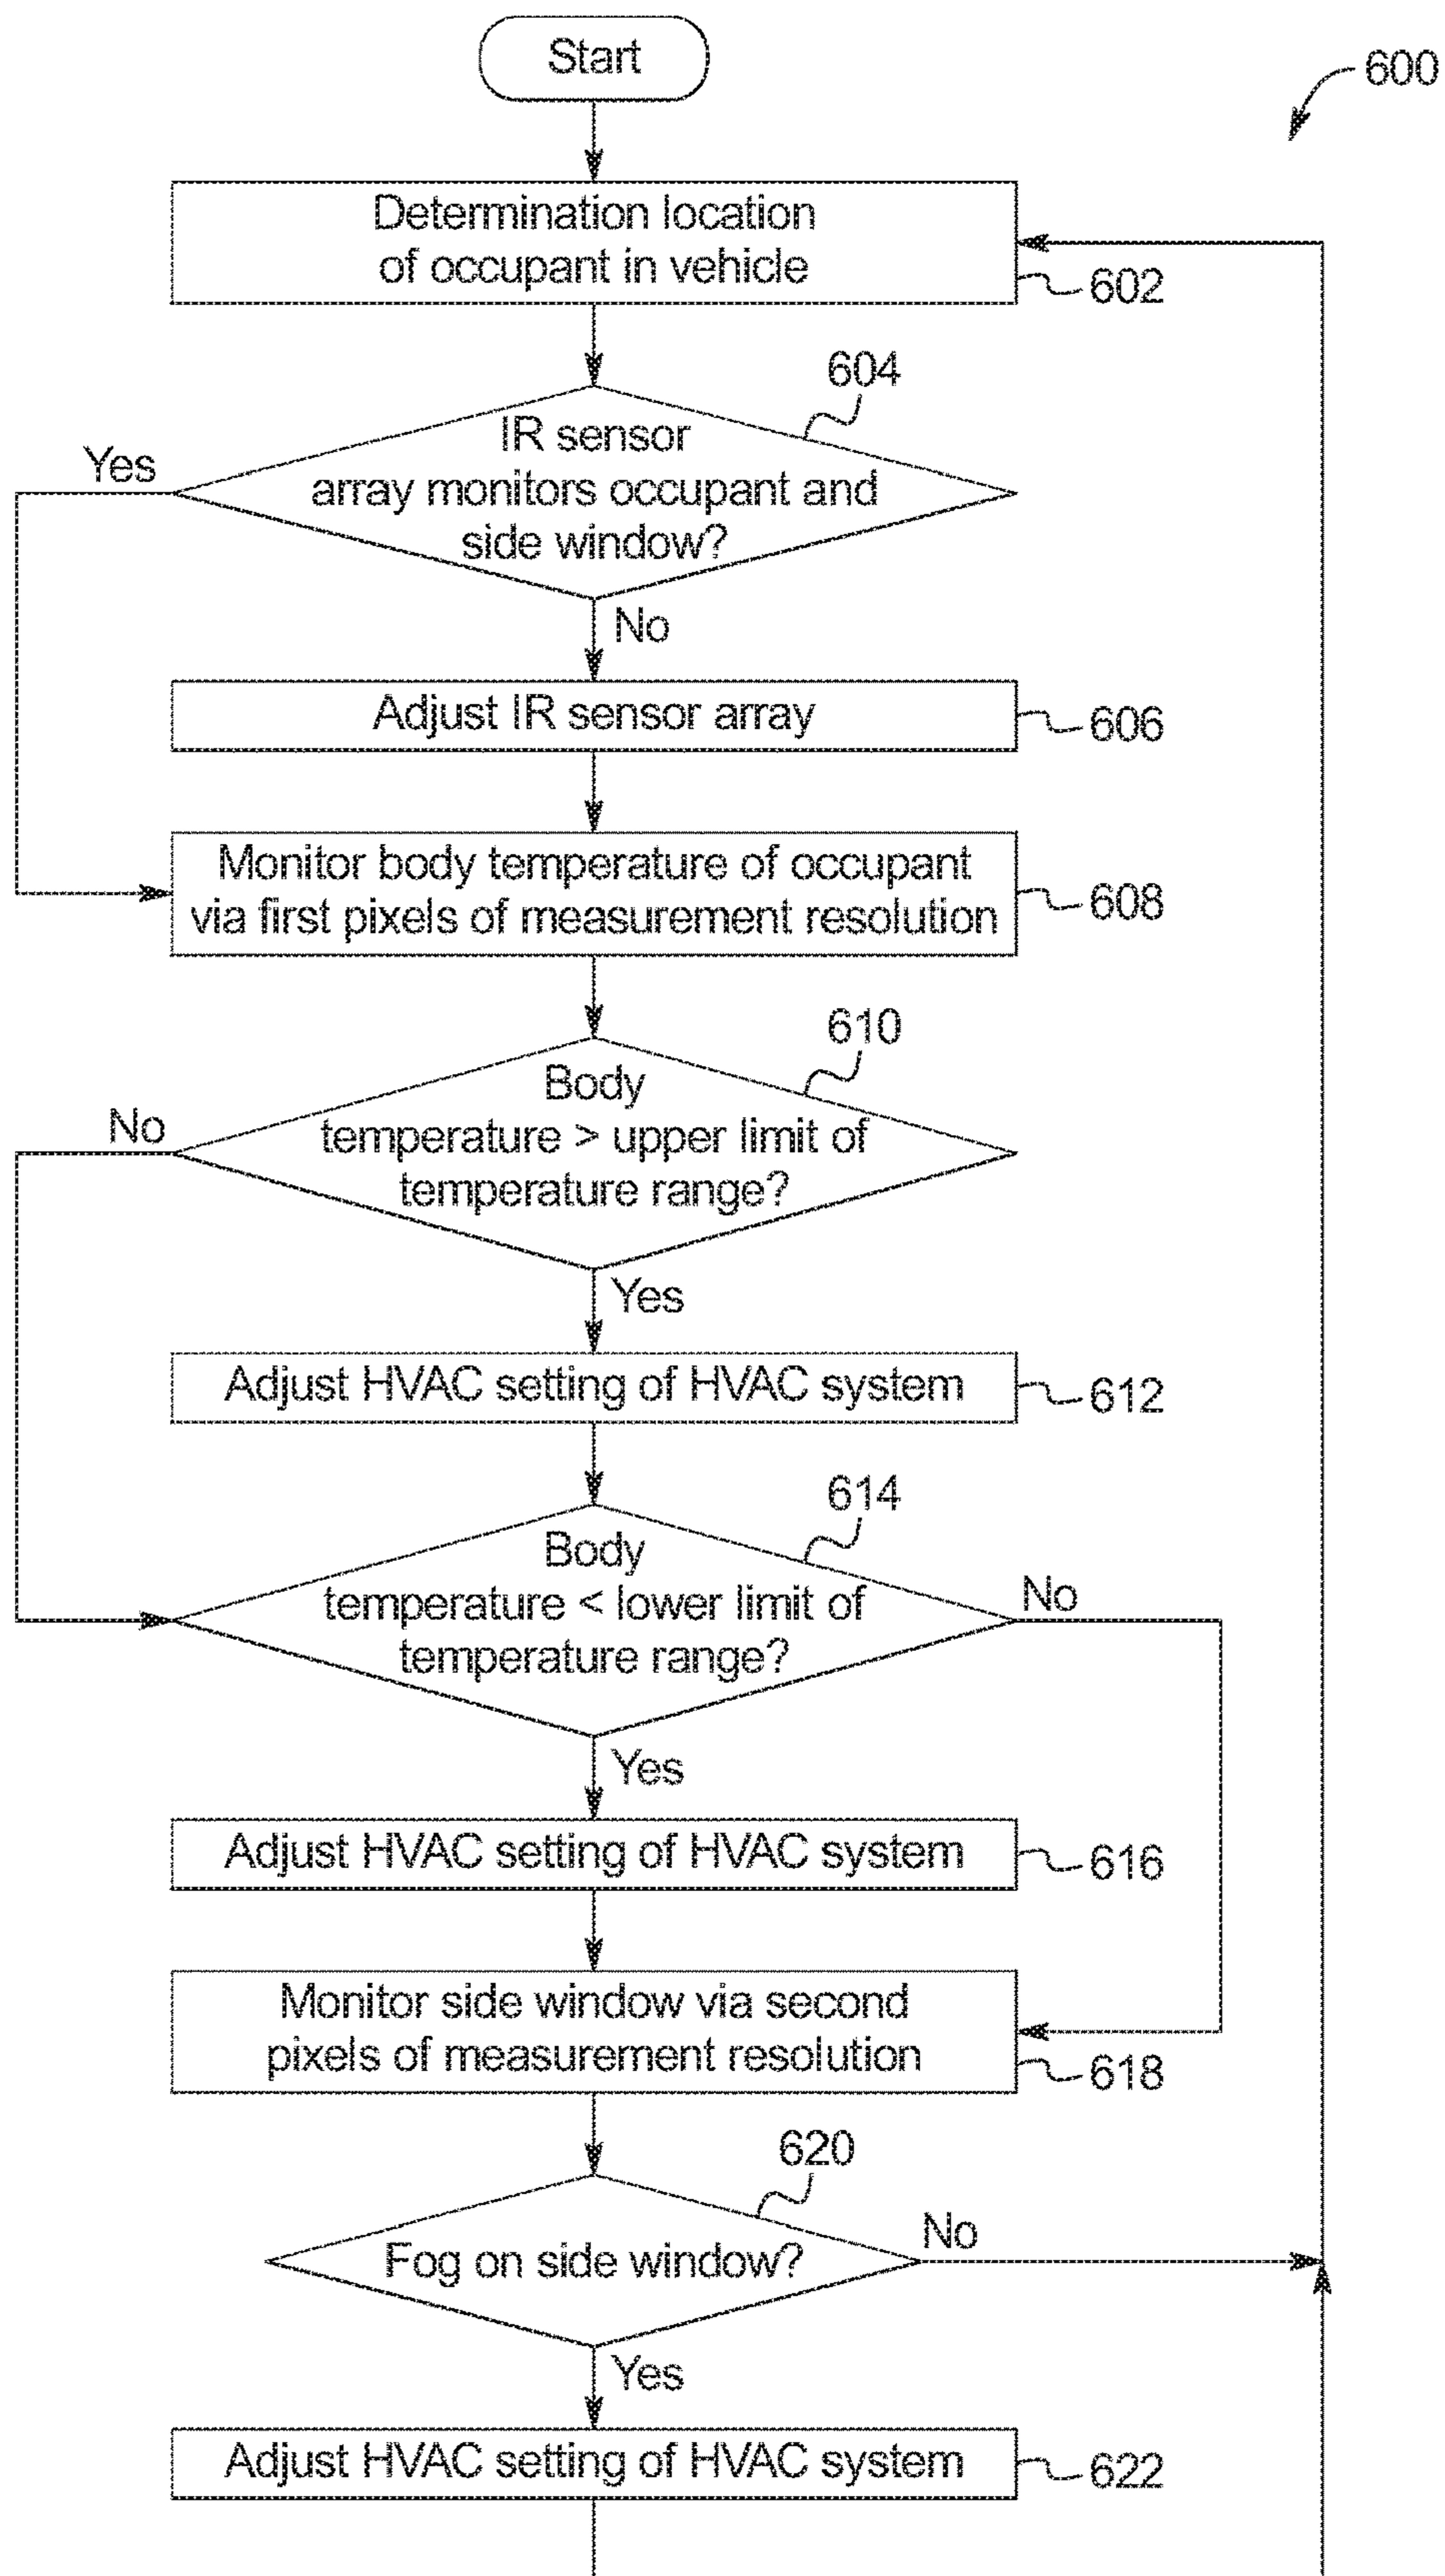 Start
600
Determination location
of occupant in vehicle
602
604
IR sensor
array monitors occupant and
side window?
Yes
No
Adjust IR sensor array
606
Monitor body temperature of occupant
via first pixels of measurement resolution
608
610
Body
temperature > upper limit of
temperature range?
No
Yes
Adjust HVAC setting of HVAC system
612
614
Body
temperature < lower limit of
temperature range?
No
Yes
Adjust HVAC setting of HVAC system
616
Monitor side window via second
pixels of measurement resolution
618
620
Fog on side window?
No
Yes
Adjust HVAC setting of HVAC system
622